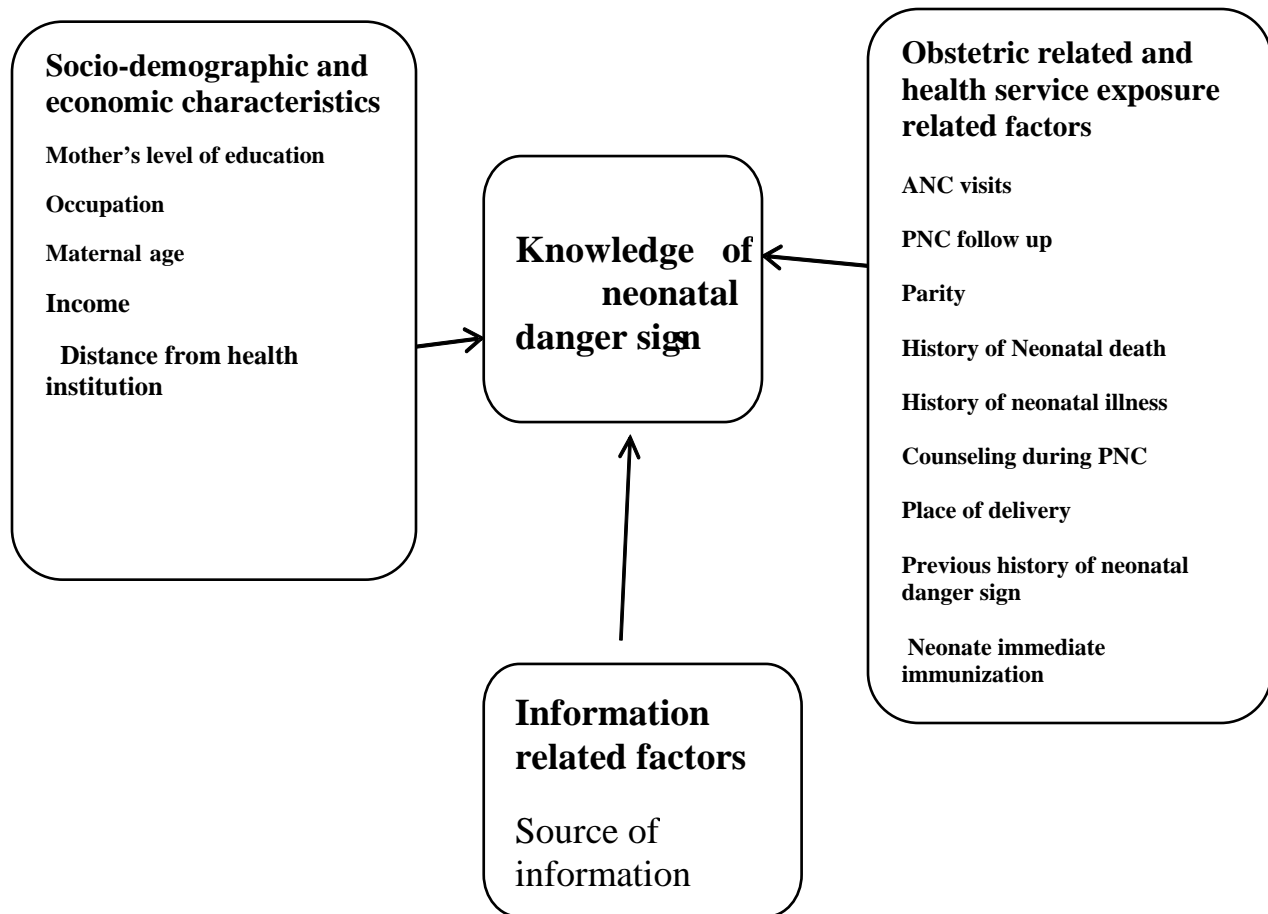 Socio-demographic and
economic characteristics
Mother’s level of education
Occupation
Maternal age
Income
Distance from health
institution
Knowledge of
neonatal
danger signs
Obstetric related and
health service exposure
related factors
ANC visits
PNC follow up
Parity
History of Neonatal death
History of neonatal illness
Counseling during PNC
Place of delivery
Previous history of neonatal
danger sign
Neonate immediate
immunization
Information
related factors
Source of
information